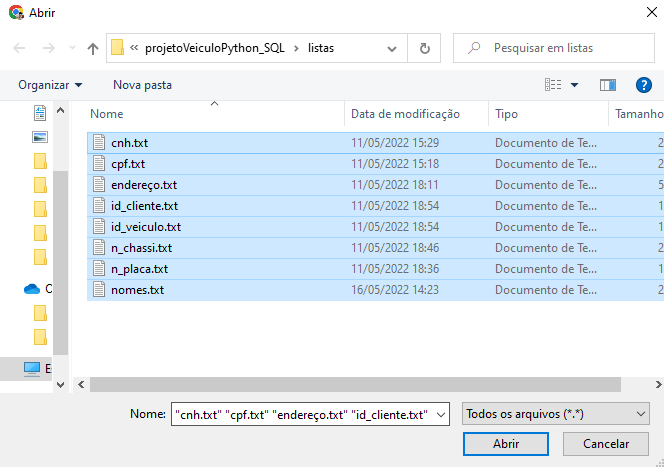 Abrir
« projetoVeiculoPython_SQL > listas
Pesquisar em listas
Organizar Nova pasta ?
Nome Data de modificação Tipo Tamanho
cnh.txt 11/05/2022 15:29 Documento de Te... 2
cpf.txt 11/05/2022 15:18 Documento de Te... 2
endereço.txt 11/05/2022 18:11 Documento de Te... 5
id_cliente.txt 11/05/2022 18:54 Documento de Te... 1
id_veiculo.txt 11/05/2022 18:54 Documento de Te... 1
n_chassi.txt 11/05/2022 18:46 Documento de Te... 2
n_placa.txt 11/05/2022 18:36 Documento de Te... 1
nomes.txt 16/05/2022 14:23 Documento de Te... 2
Nome: "cnh.txt" "cpf.txt" "endereço.txt" "id_cliente.txt" Todos os arquivos (*.*)
Abrir Cancelar